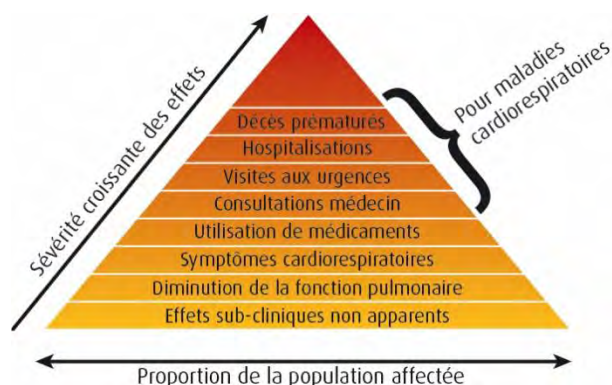 Sévérité croissante des effets
Pour maladies
cardiorespiratoires
Décès prématurés
Hospitalisations
Visites aux urgences
Consultations médecin
Utilisation de médicaments
Symptômes cardiorespiratoires
Diminution de la fonction pulmonaire
Effets sub-cliniques non apparents
Proportion de la population affectée